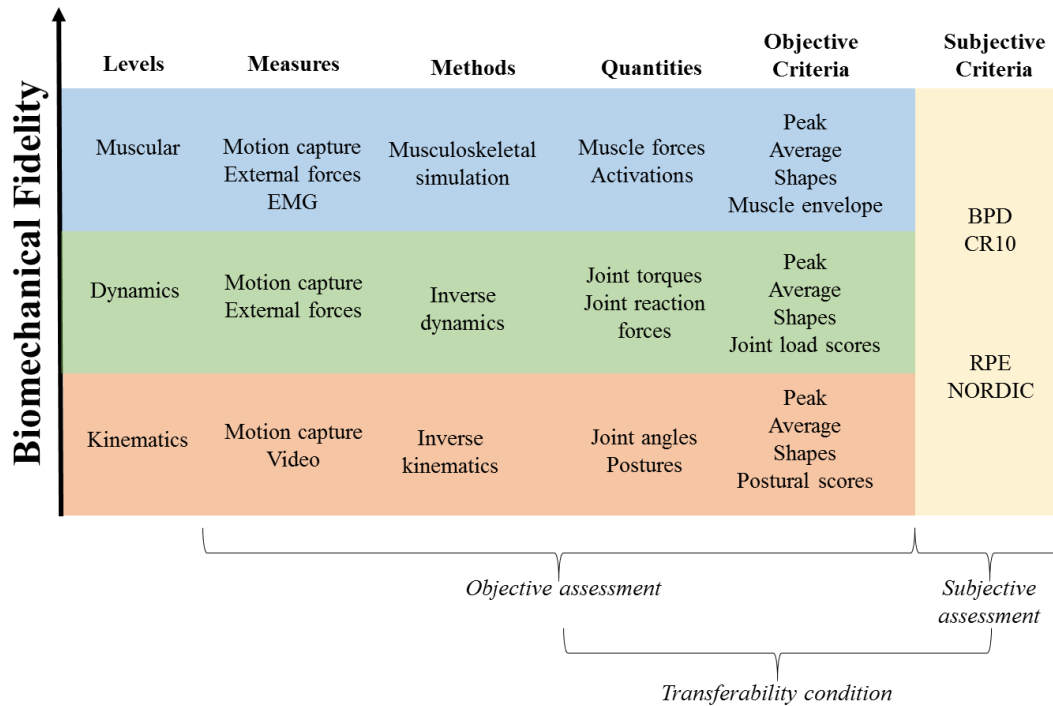 Biomechanical Fidelity
Levels
Measures
Methods
Quantities
Objective
Criteria
Subjective
Criteria
Muscular
Motion capture
External forces
EMG
Musculoskeletal
simulation
Muscle forces
Activations
Peak
Average
Shapes
Muscle envelope
Dynamics
Motion capture
External forces
Inverse
dynamics
Joint torques
Joint reaction
forces
Peak
Average
Shapes
Joint load scores
Kinematics
Motion capture
Video
Inverse
kinematics
Joint angles
Postures
Peak
Average
Shapes
Postural scores
BPD
CR10
RPE
NORDIC
Objective assessment
Subjective
assessment
Transferability condition